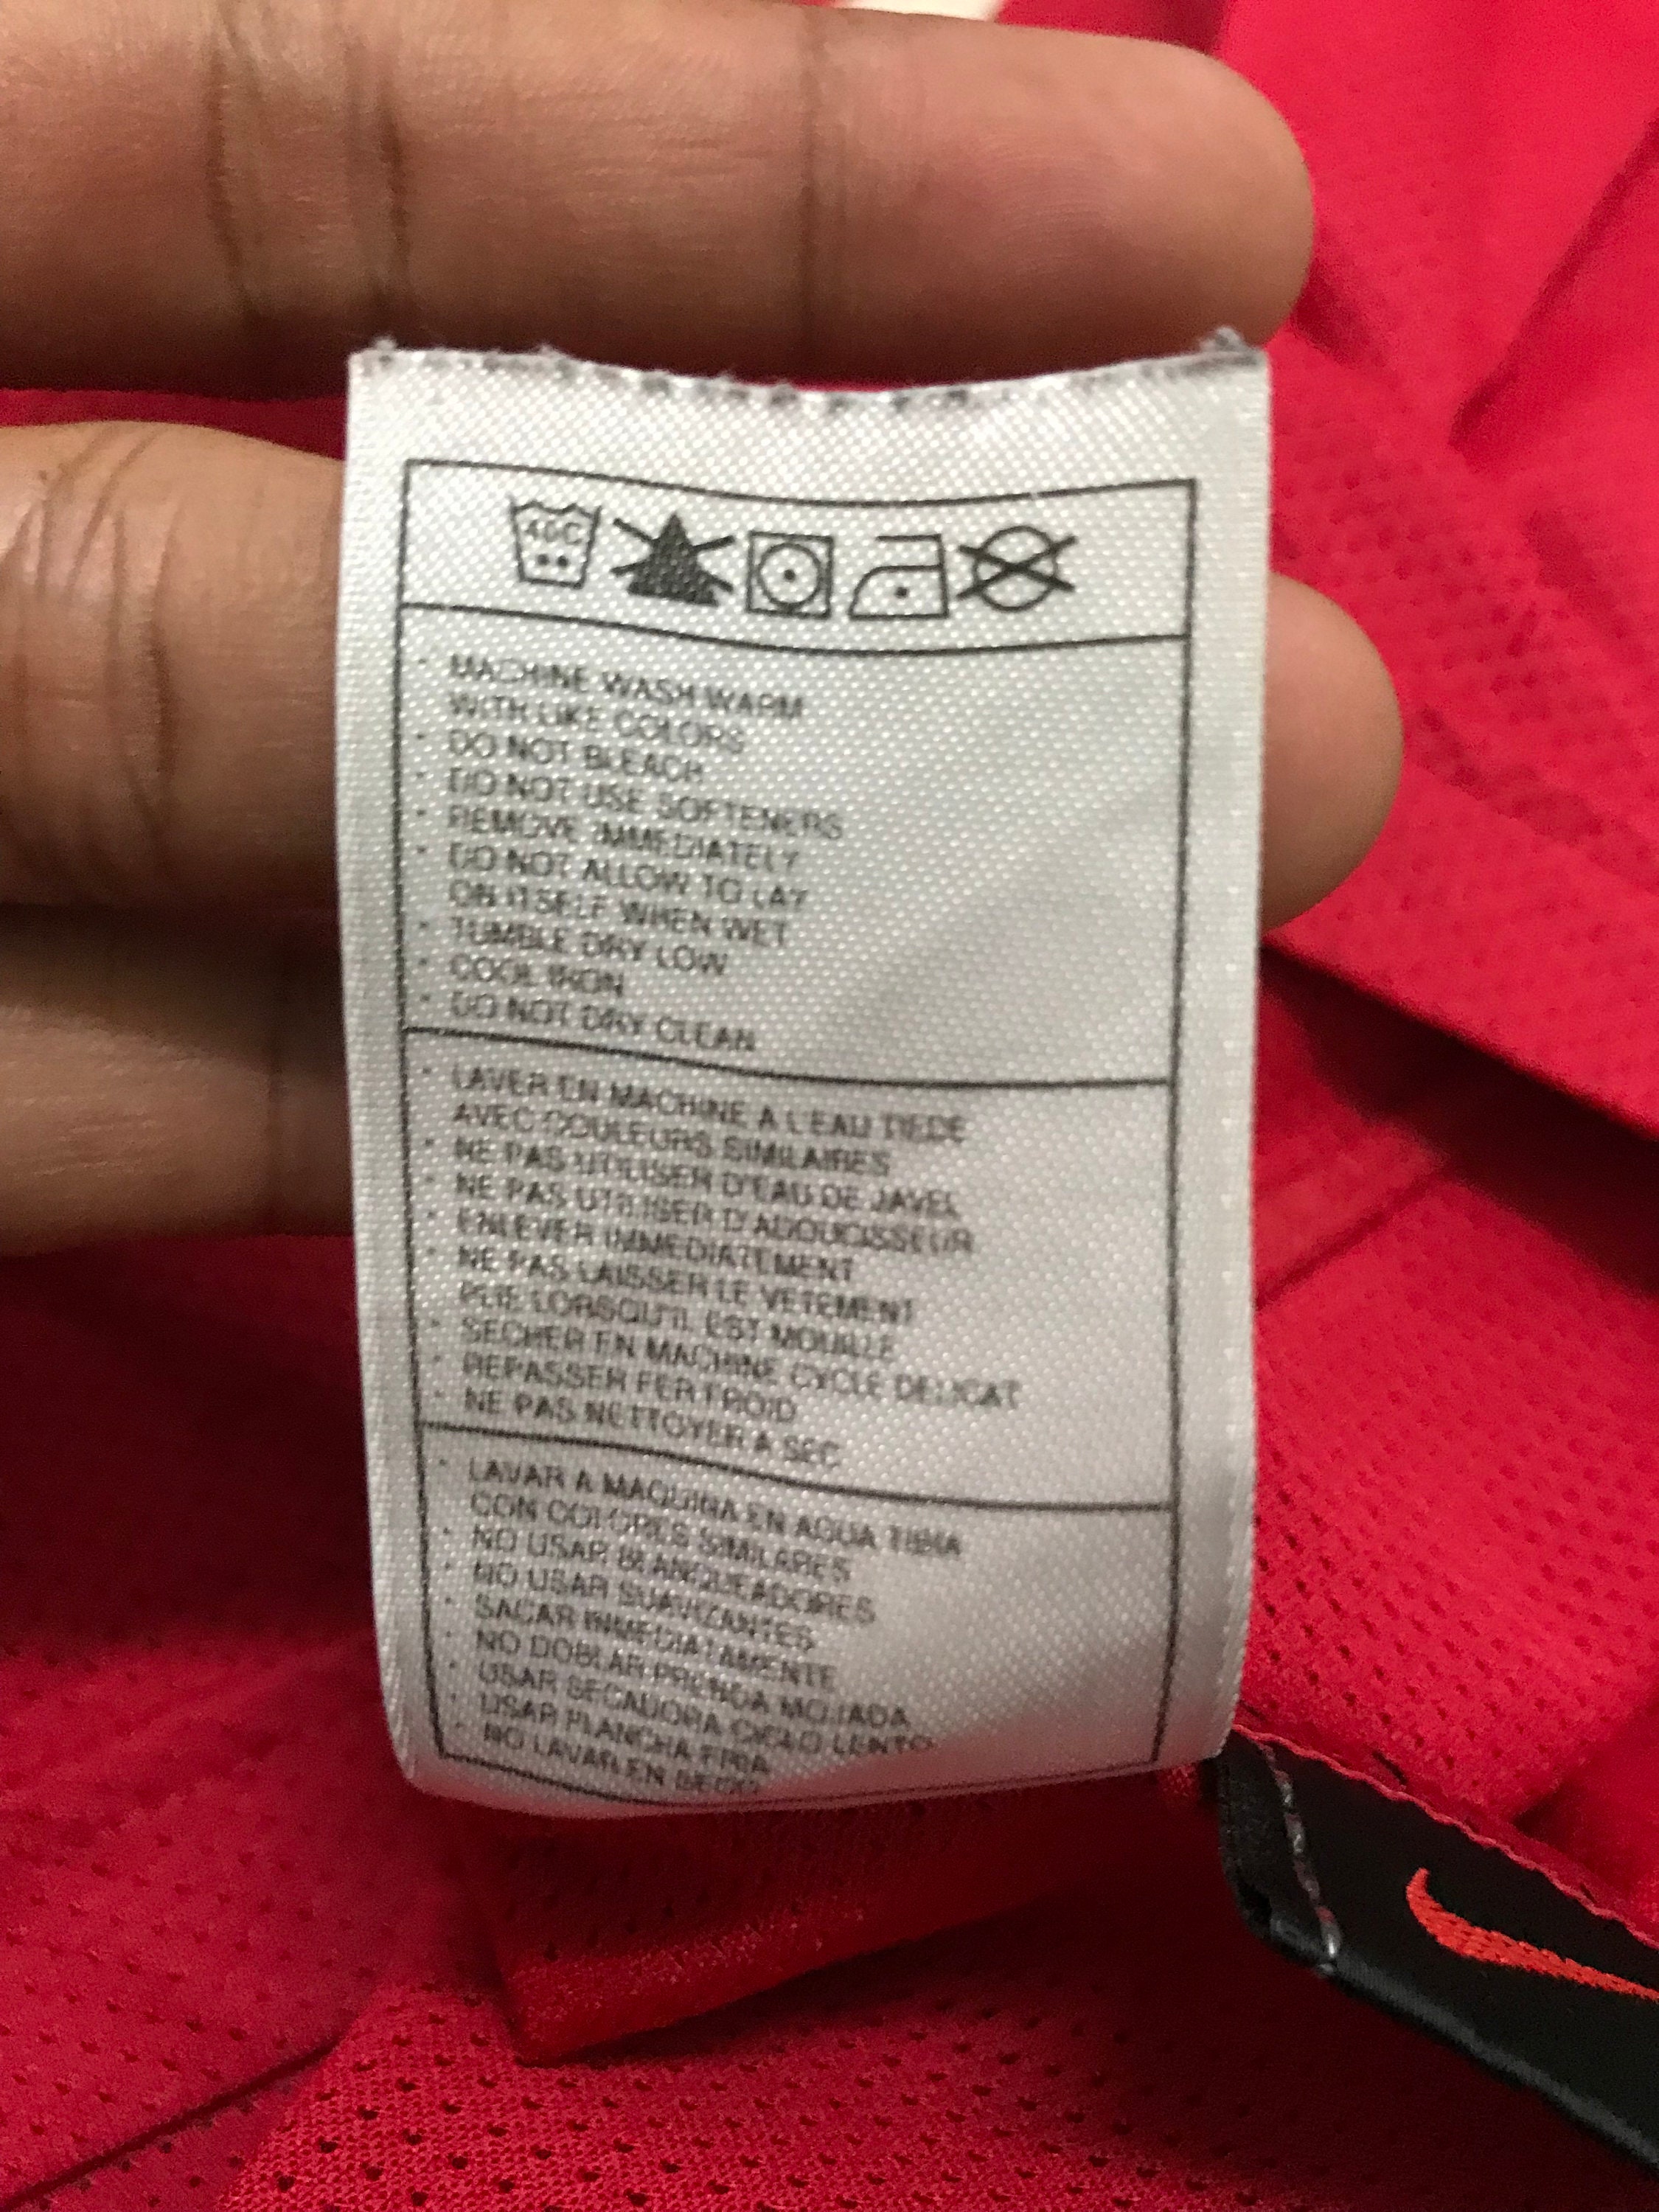 40C
· MACHINE WASH WARM
WITH LIKE COLORS
· DO NOT BLEACH
· DO NOT USE SOFTENERS
· REMOVE IMMEDIATELY
· DO NOT ALLOW TO LAY
ON ITSELF WHEN WET
· TUMBLE DRY LOW
· COOL IRON
· DO NOT DRY CLEAN
· LAVER EN MACHINE A L'EAU TIEDE
AVEC COULEURS SIMILAIRES
· NE PAS UTILISER D'EAU DE JAVEL
· NE PAS UTILISER D'ADOUCISSEUR
· ENLEVER IMMEDIATEMENT
· NE PAS LAISSER LE VETEMENT
PLIE LORSQU'IL EST MOUILLE
· SECHER EN MACHINE CYCLE DELICAT
· REPASSER FER FROID
· NE PAS NETTOYER A SEC
· LAVAR A MAQUINA EN AGUA TIBIA
CON COLORES SIMILARES
· NO USAR BLANQUEADORES
· NO USAR SUAVIZANTES
· SACAR INMEDIATAMENTE
· NO DOBLAR PRENDA MOJADA
· USAR SECADORA CICLO LENTO
· USAR PLANCHA FRIA
· NO LAVAR EN SECO